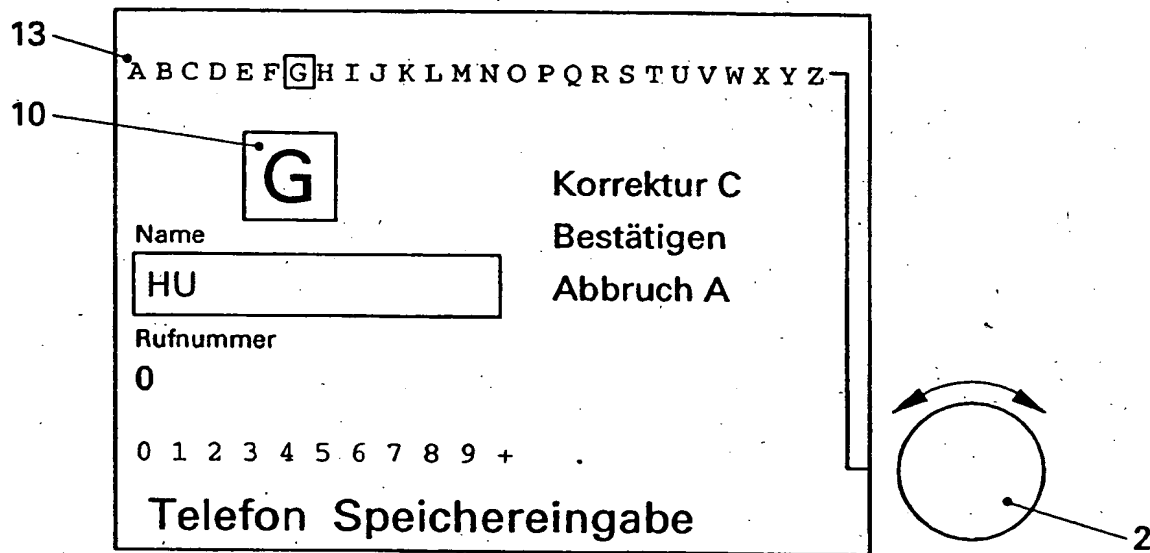 13
A B C D E F G H I J K L M N O P Q R S T U V W X Y Z
10
G
Korrektur C
Name
Bestätigen
HU
Abbruch A
Rufnummer
0
0 1 2 3 4 5 6 7 8 9 +
Telefon Speichereingabe
2